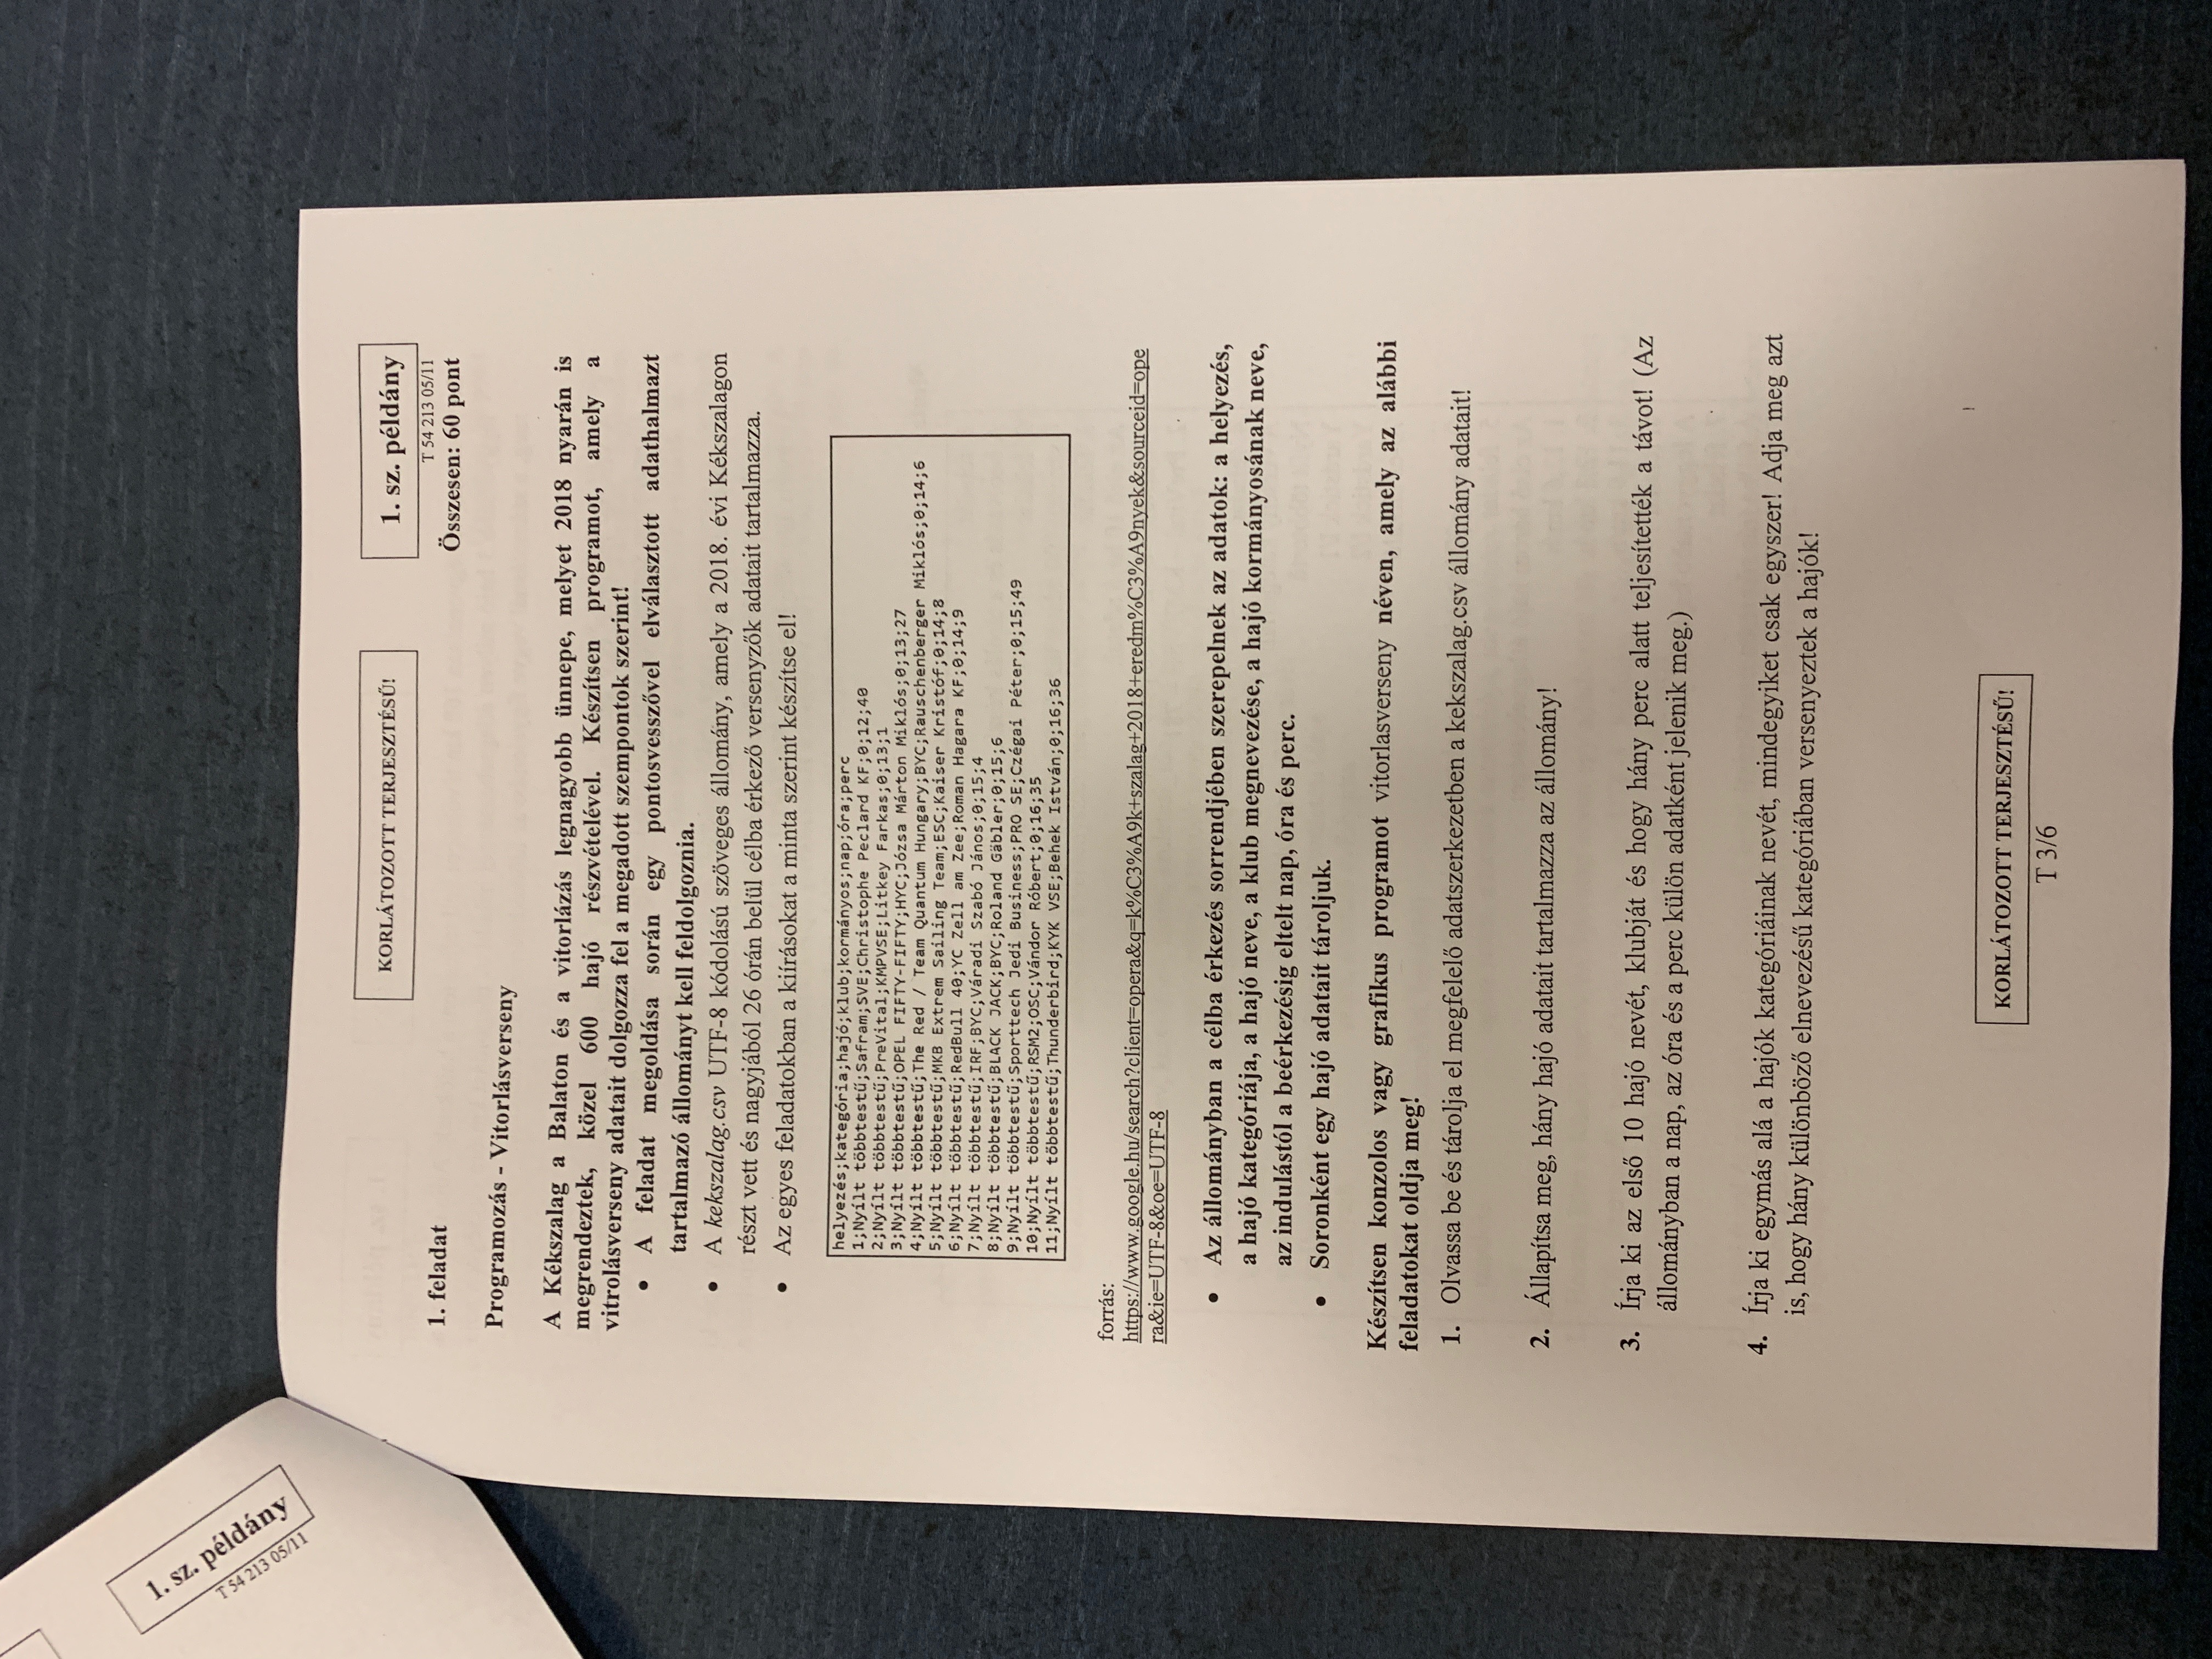 1. sz. példány
T 54 213 05/11
KORLÁTOZOTT TERJESZTÉSŰ!
1. sz. példány
T 54 213 05/11
1. feladat
Összesen: 60 pont
Programozás - Vitorlásverseny
A Kékszalag a Balaton és a vitorlázás legnagyobb ünnepe, melyet 2018 nyarán is
megrendeztek, közel 600 hajó részvételével. Készítsen programot, amely a
vitrolásverseny adatait dolgozza fel a megadott szempontok szerint!
• A feladat megoldása során egy pontosvesszővel elválasztott adathalmazt
tartalmazó állományt kell feldolgoznia.
• A kekszalag.csv UTF-8 kódolású szöveges állomány, amely a 2018. évi Kékszalagon
részt vett és nagyjából 26 órán belül célba érkező versenyzők adatait tartalmazza.
• Az egyes feladatokban a kiírásokat a minta szerint készítse el!
helyezés;kategória;hajó;klub;kormányos;nap;óra;perc
1;Nyílt többtestű;Safram;SVE;Christophe Peclard KF;0;12;40
2;Nyílt többtestű;PreVital;KMPVSE;Litkey Farkas;0;13;1
3;Nyílt többtestű;OPEL FIFTY-FIFTY;HYC;Józsa Márton Miklós;0;13;27
4;Nyílt többtestű;The Red / Team Quantum Hungary;BYC;Rauschenberger Miklós;0;14;6
5;Nyílt többtestű;MKB Extrem Sailing Team;ESC;Kaiser Kristóf;0;14;8
6;Nyílt többtestű;RedBull 40;YC Zell am Zee;Roman Hagara KF;0;14;9
7;Nyílt többtestű;IRF;BYC;Váradi Szabó János;0;15;4
8;Nyílt többtestű;BLACK JACK;BYC;Roland Gäbler;0;15;6
9;Nyílt többtestű;Sporttech Jedi Business;PRO SE;Czégai Péter;0;15;49
10;Nyílt többtestű;RSM2;OSC;Vándor Róbert;0;16;35
11;Nyílt többtestű;Thunderbird;KYK VSE;Behek István;0;16;36
forrás:
https://www.google.hu/search?client=opera&q=k%C3%A9k+szalag+2018+eredm%C3%A9nyek&sourceid=ope
ra&ie=UTF-8&oe=UTF-8
• Az állományban a célba érkezés sorrendjében szerepelnek az adatok: a helyezés,
a hajó kategóriája, a hajó neve, a klub megnevezése, a hajó kormányosának neve,
az indulástól a beérkezésig eltelt nap, óra és perc.
• Soronként egy hajó adatait tároljuk.
Készítsen konzolos vagy grafikus programot vitorlasverseny néven, amely az alábbi
feladatokat oldja meg!
1. Olvassa be és tárolja el megfelelő adatszerkezetben a kekszalag.csv állomány adatait!
2. Állapítsa meg, hány hajó adatait tartalmazza az állomány!
3. Írja ki az első 10 hajó nevét, klubját és hogy hány perc alatt teljesítették a távot! (Az
állományban a nap, az óra és a perc külön adatként jelenik meg.)
4. Írja ki egymás alá a hajók kategóriáinak nevét, mindegyiket csak egyszer! Adja meg azt
is, hogy hány különböző elnevezésű kategóriában versenyeztek a hajók!
KORLÁTOZOTT TERJESZTÉSŰ!
T 3/6